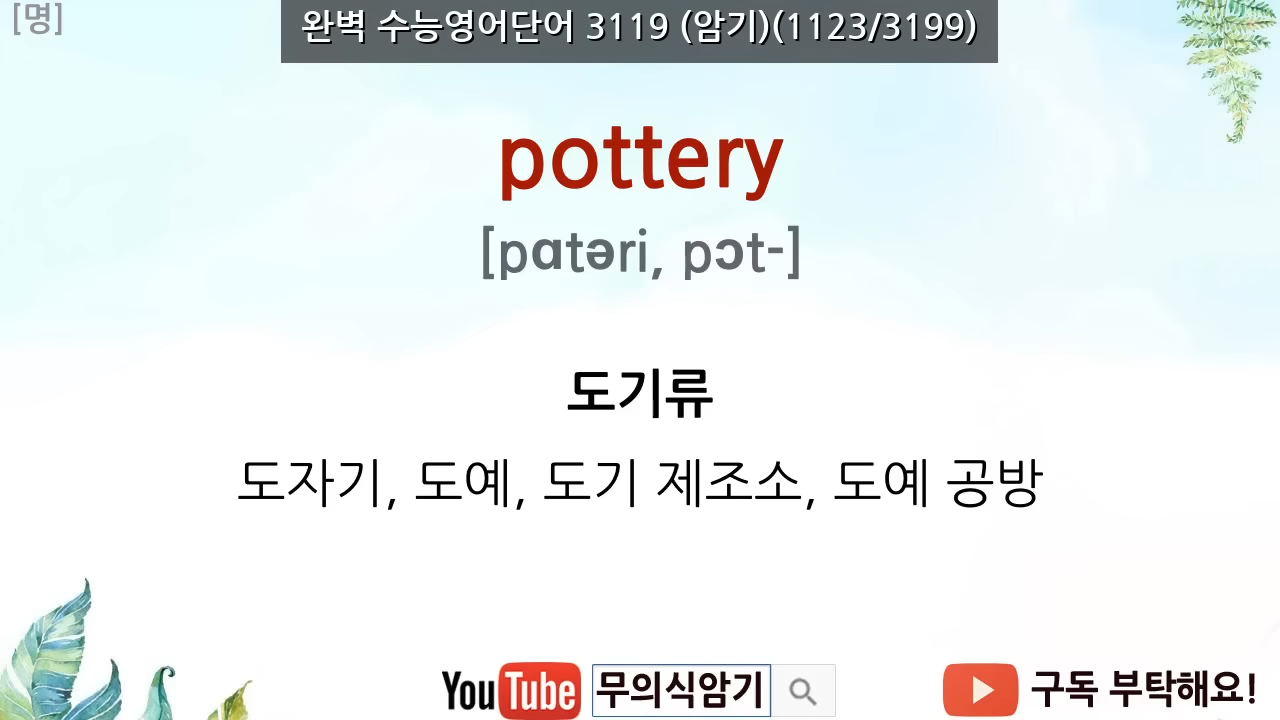 [명]
완벽 수능영어단어 3119 (암기)(1123/3199)
pottery
[pɑtəri, pɔt-]
도기류
도자기, 도예, 도기 제조소, 도예 공방
YouTube 무의식암기 구독 부탁해요!